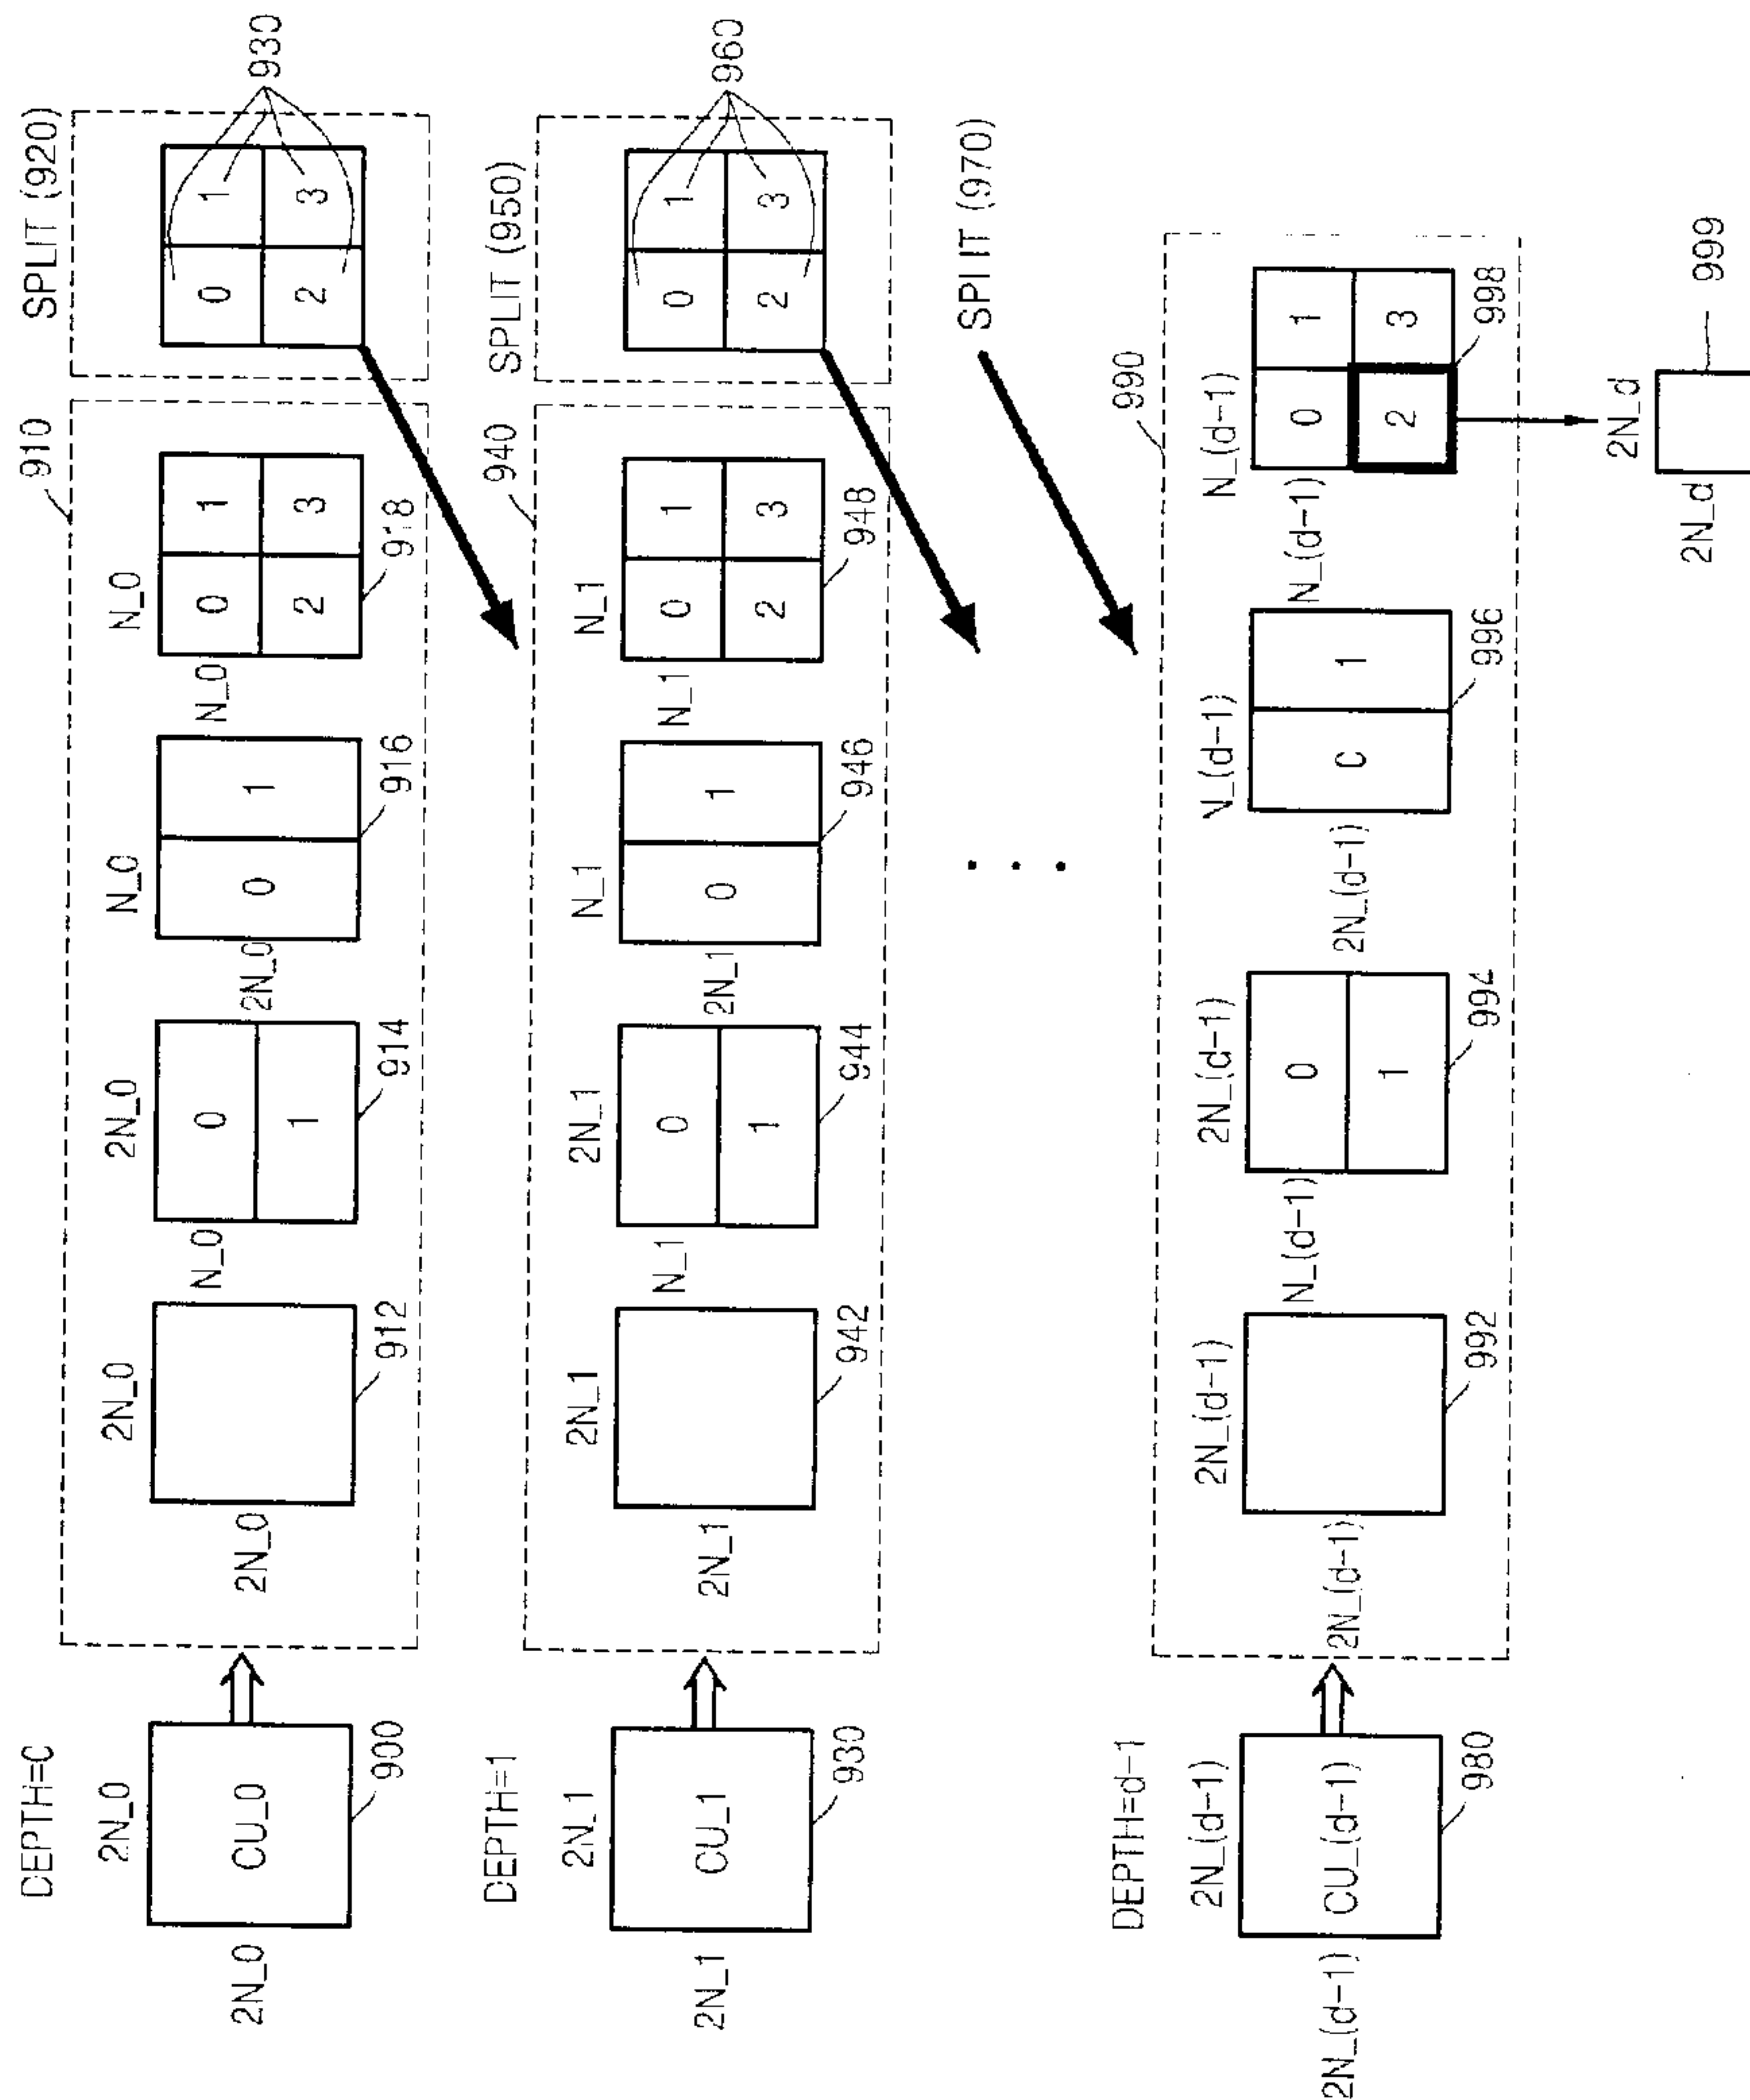 DEPTH=C
2N_0
2N_0
CU_0
900
910
2N_0
2N_0
912
2N_0
N_0
0
1
914
N_0
2N_0
0
1
916
N_0
N_0
0
1
2
3
918
SPLIT (920)
0
1
2
3
930
DEPTH=1
2N_1
2N_1
CU_1
930
940
2N_1
2N_1
942
2N_1
N_1
0
1
944
N_1
2N_1
0
1
946
N_1
N_1
0
1
2
3
948
SPLIT (950)
0
1
2
3
960
SPLIT (970)
DEPTH=d-1
2N_(d-1)
2N_(d-1)
CU_(d-1)
980
990
2N_(d-1)
2N_(d-1)
992
2N_(d-1)
N_(d-1)
0
1
994
N_(d-1)
2N_(d-1)
C
1
996
N_(d-1)
N_(d-1)
0
1
2
3
998
2N_d
2N_d
999